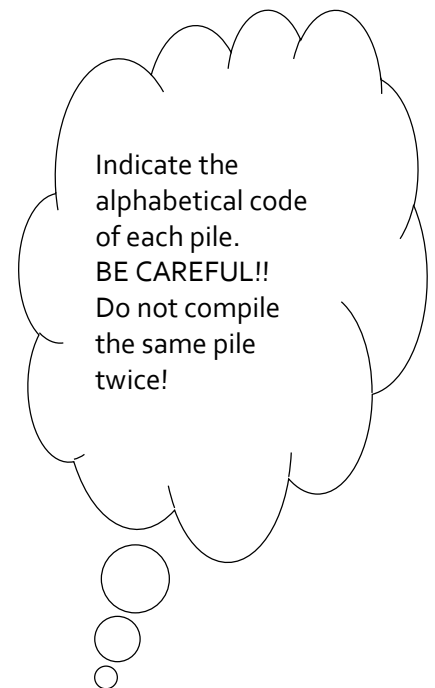 Indicate the
alphabetical code
of each pile.
BE CAREFUL!!
Do not compile
the same pile
twice!